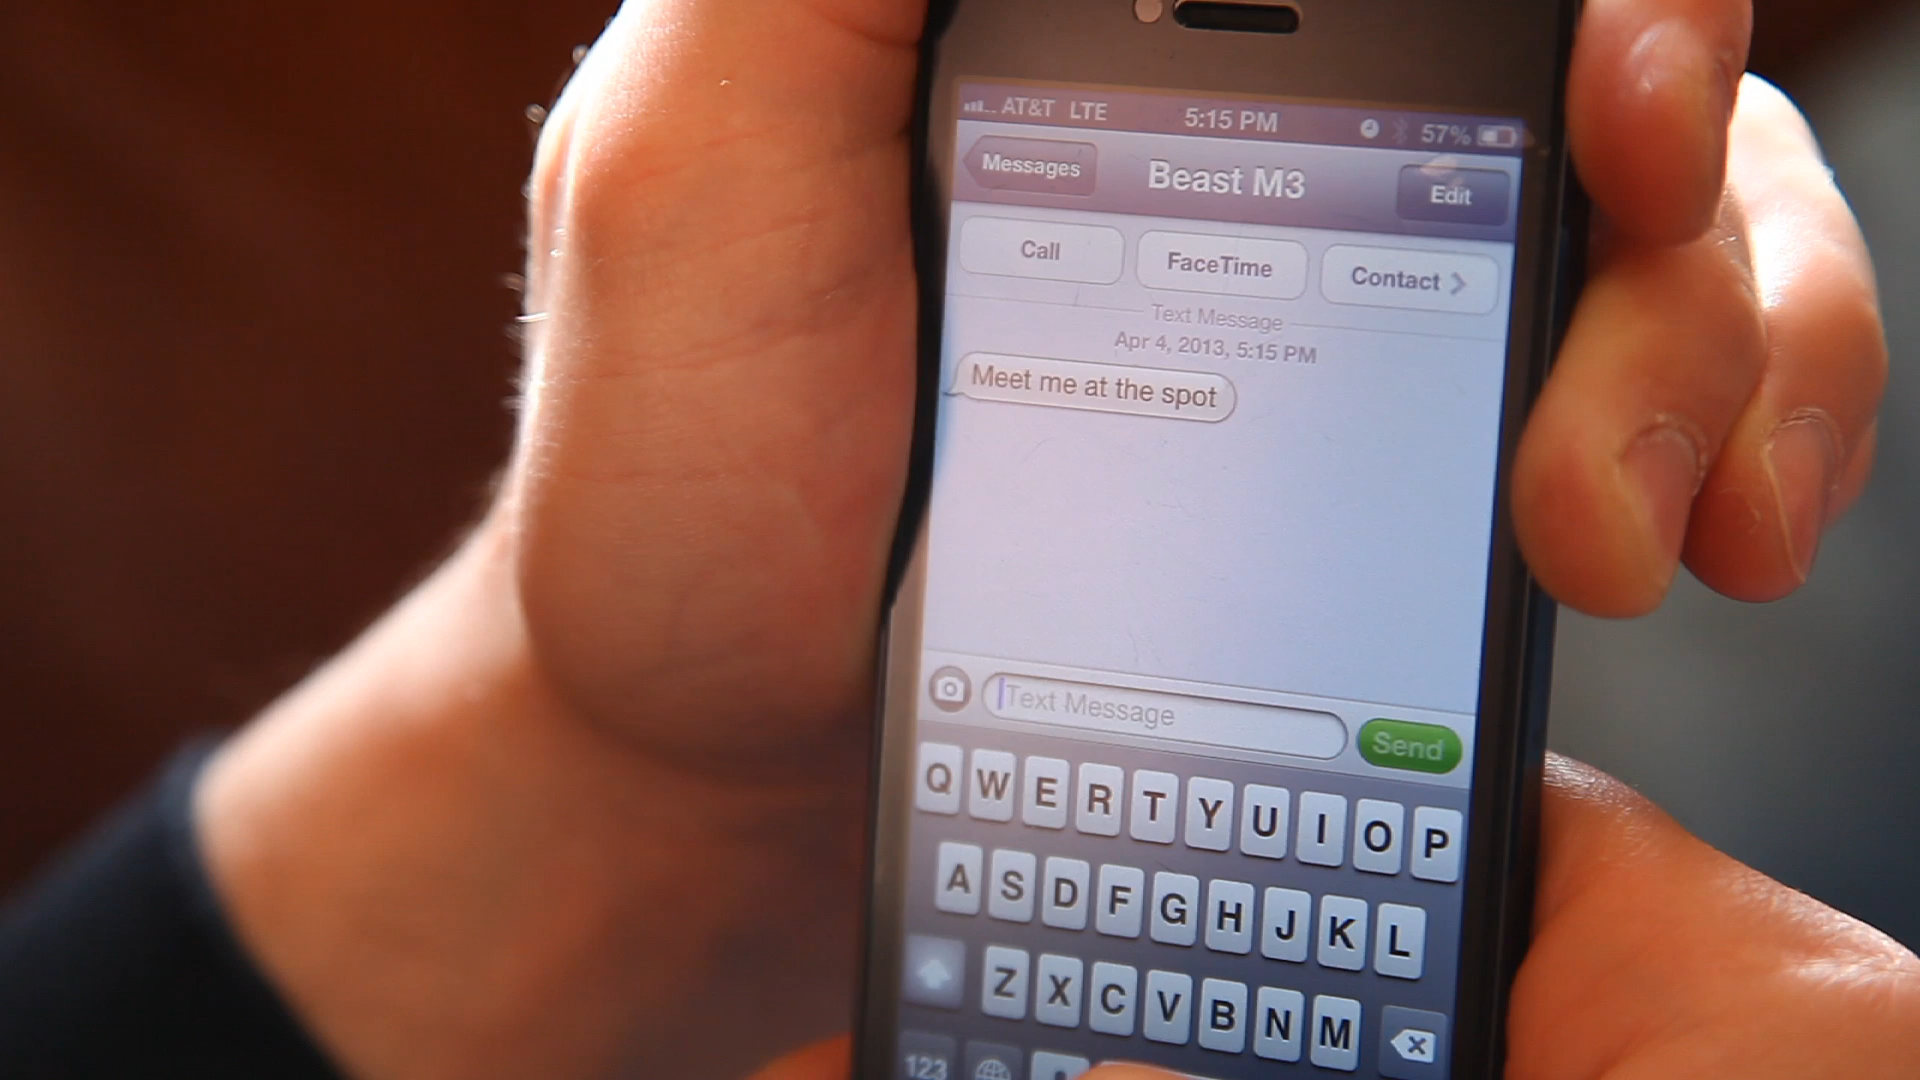 AT&T LTE 5:15 PM 57%
Messages Beast M3 Edit
Call FaceTime Contact
Text Message
Apr 4, 2013, 5:15 PM
Meet me at the spot
Text Message Send
Q W E R T Y U I O P
A S D F G H J K L
Z X C V B N M
123